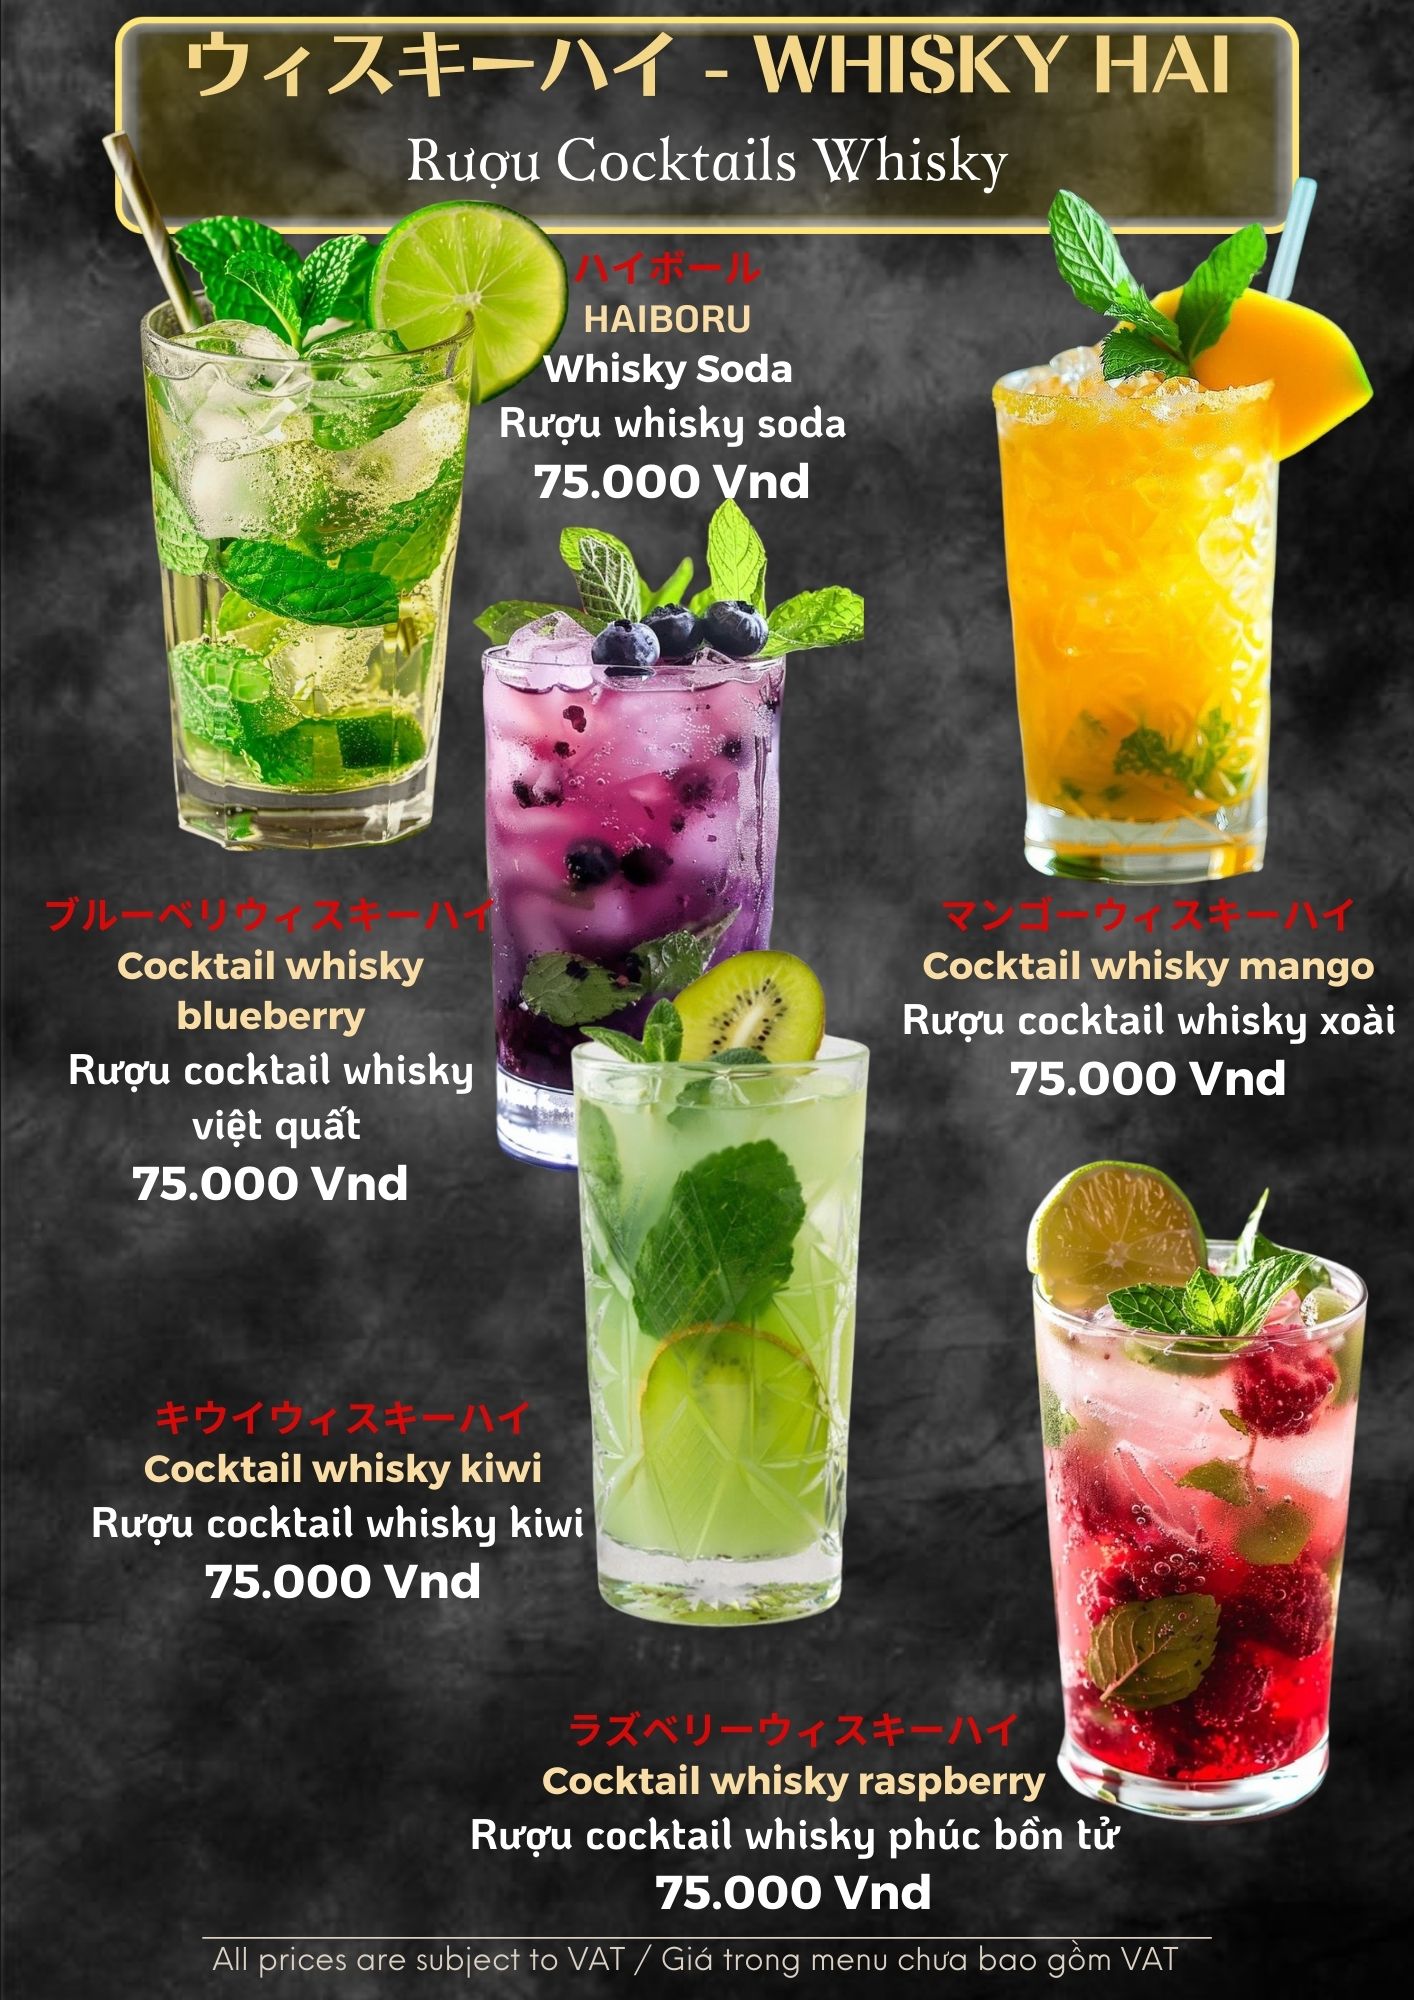 ウィスキーハイ - WHISKY HAI
Rượu Cocktails Whisky
ハイボール
HAIBORU
Whisky Soda
Rượu whisky soda
75.000 Vnd
ブルーベリウィスキーハイ
Cocktail whisky
blueberry
Rượu cocktail whisky
việt quất
75.000 Vnd
マンゴーウィスキーハイ
Cocktail whisky mango
Rượu cocktail whisky xoài
75.000 Vnd
キウイウィスキーハイ
Cocktail whisky kiwi
Rượu cocktail whisky kiwi
75.000 Vnd
ラズベリーウィスキーハイ
Cocktail whisky raspberry
Rượu cocktail whisky phúc bồn tử
75.000 Vnd
All prices are subject to VAT / Giá trong menu chưa bao gồm VAT